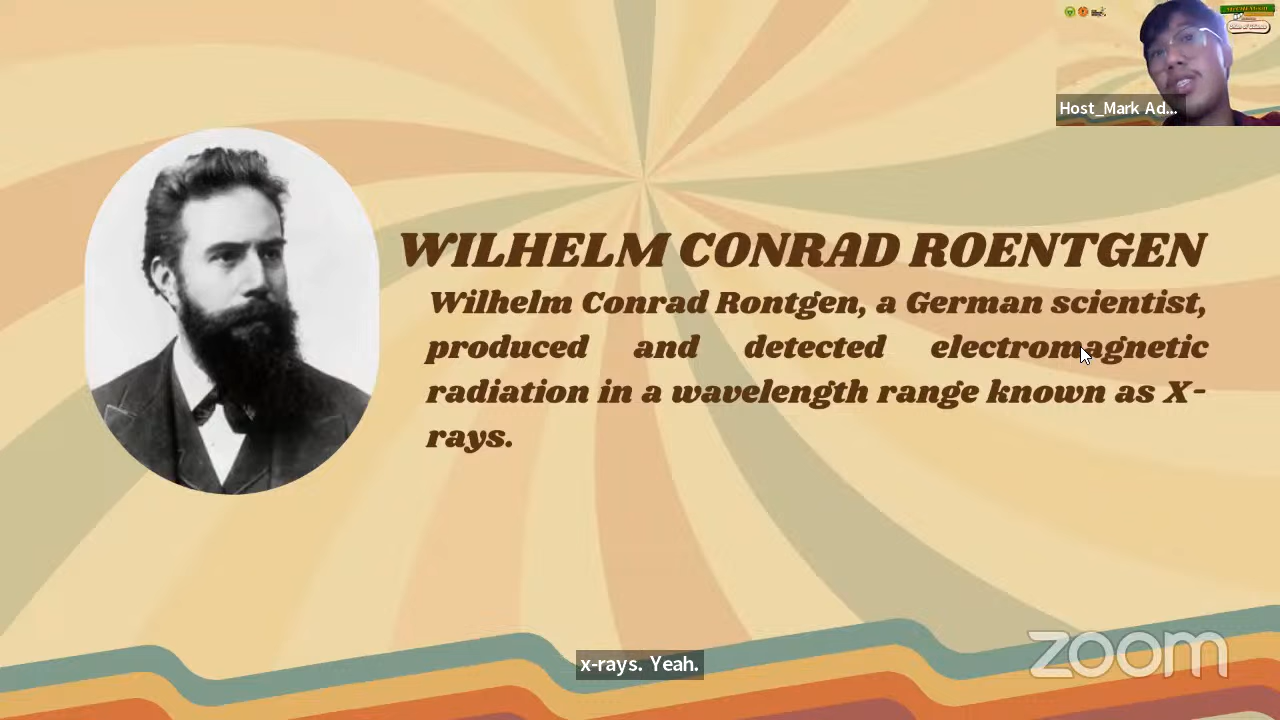 Host_Mark Ad...
WILHELM CONRAD ROENTGEN
Wilhelm Conrad Rontgen, a German scientist,
produced and detected electromagnetic
radiation in a wavelength range known as X-
rays.
x-rays. Yeah.
zoom